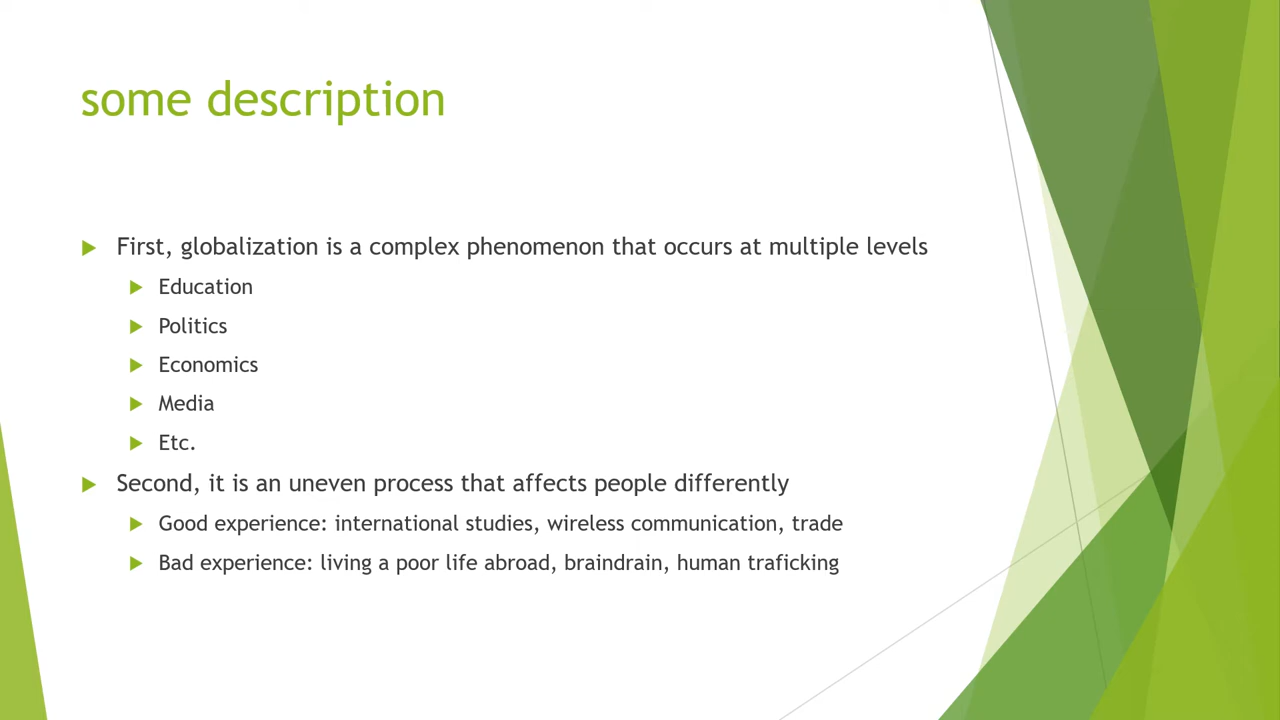 some description
First, globalization is a complex phenomenon that occurs at multiple levels
Education
Politics
Economics
Media
Etc.
Second, it is an uneven process that affects people differently
Good experience: international studies, wireless communication, trade
Bad experience: living a poor life abroad, braindrain, human traficking